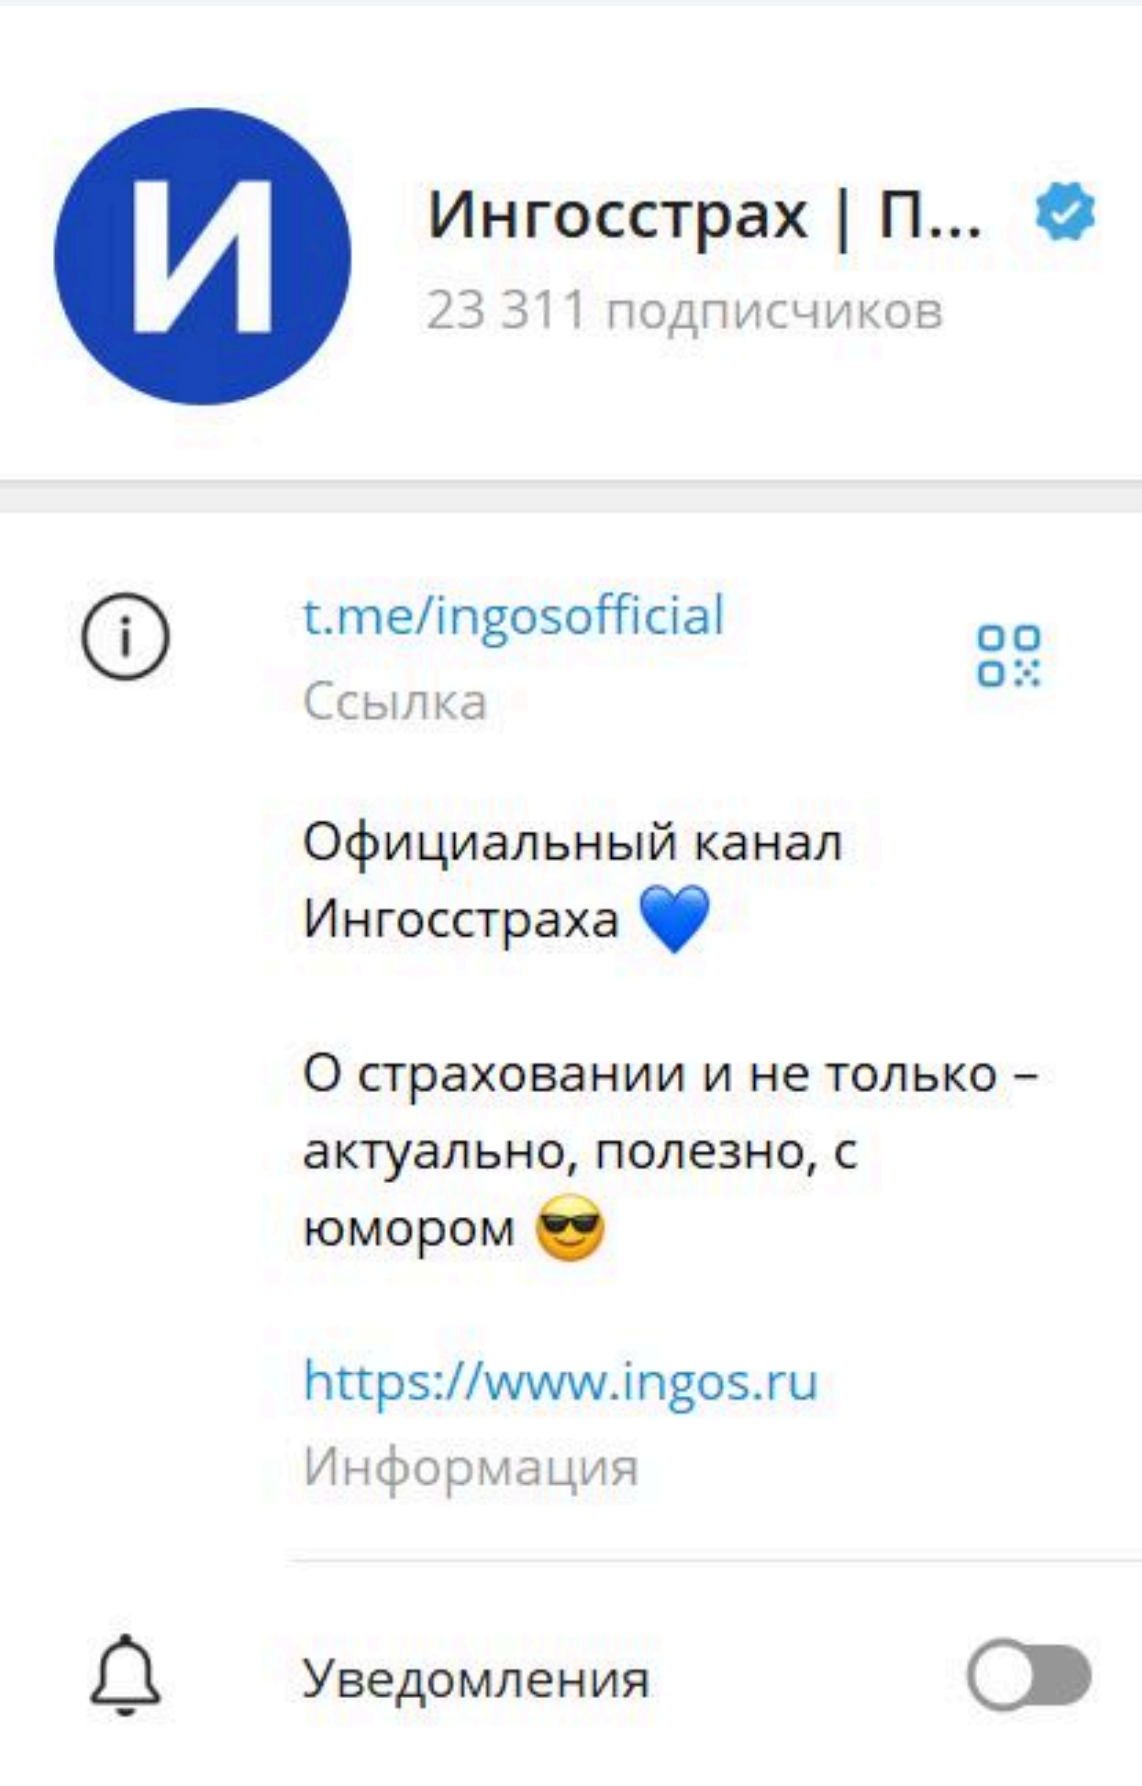 И
Ингосстрах | П...
23 311 подписчиков
t.me/ingosofficial
Ссылка
Официальный канал
Ингосстраха 💙
О страховании и не только –
актуально, полезно, с
юмором 😎
https://www.ingos.ru
Информация
Уведомления